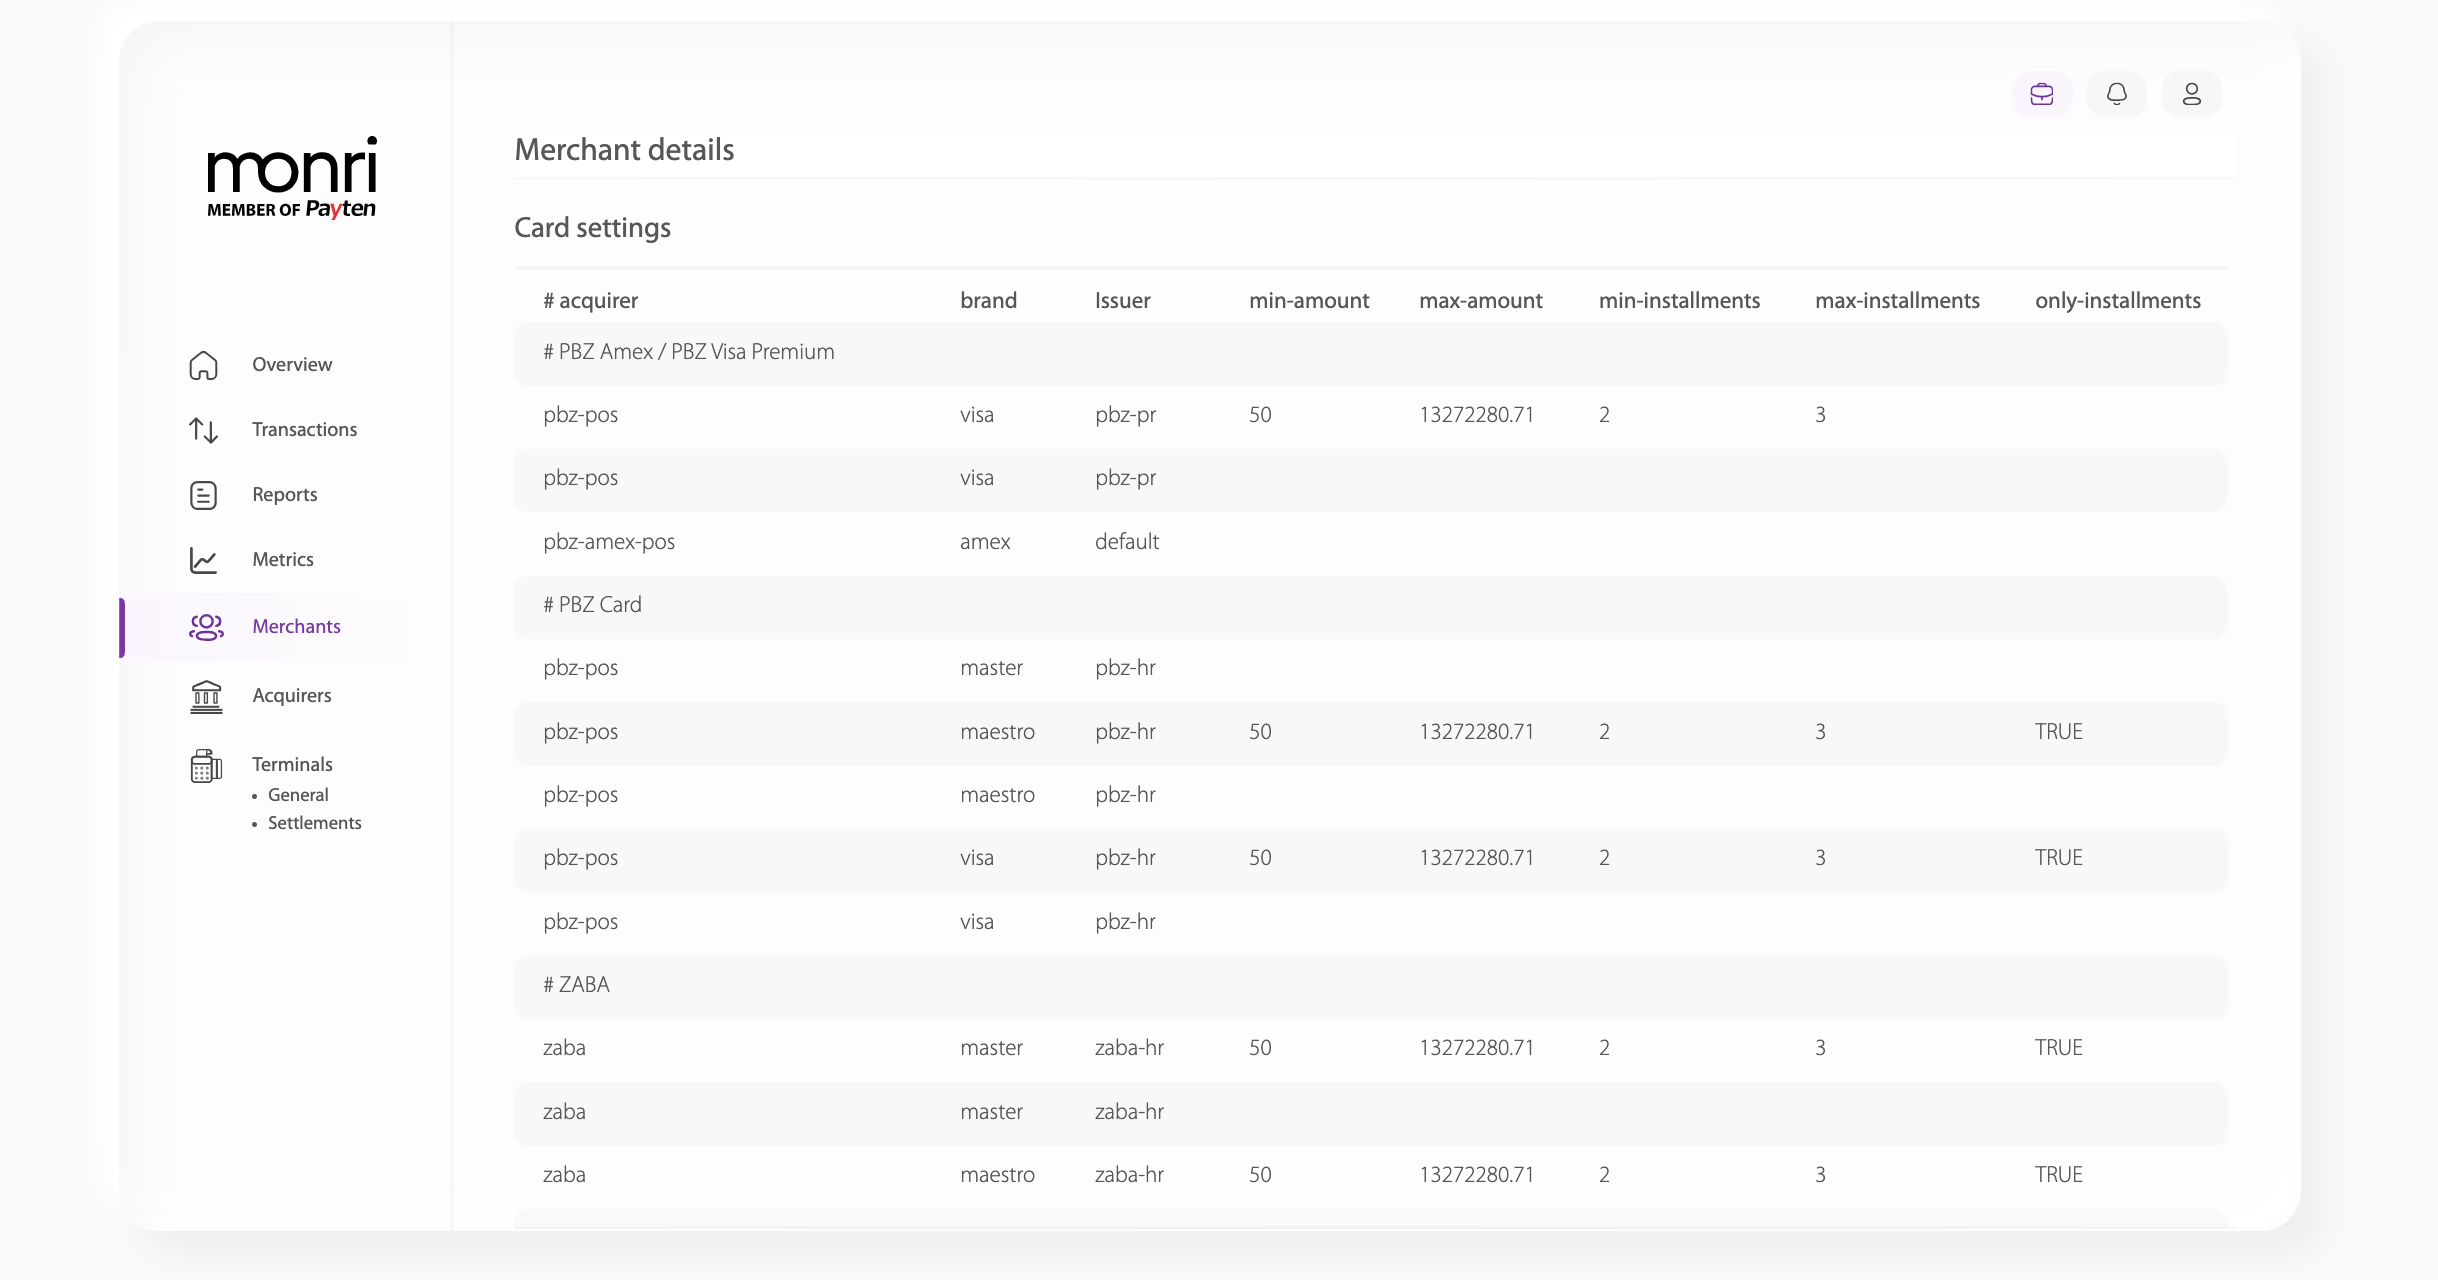 monri
MEMBER OF Payten
Overview
Transactions
Reports
Metrics
Merchants
Acquirers
Terminals
• General
• Settlements
Merchant details
Card settings
# acquirer brand Issuer min-amount max-amount min-installments max-installments only-installments
# PBZ Amex / PBZ Visa Premium
pbz-pos visa pbz-pr 50 13272280.71 2 3
pbz-pos visa pbz-pr
pbz-amex-pos amex default
# PBZ Card
pbz-pos master pbz-hr
pbz-pos maestro pbz-hr 50 13272280.71 2 3 TRUE
pbz-pos maestro pbz-hr
pbz-pos visa pbz-hr 50 13272280.71 2 3 TRUE
pbz-pos visa pbz-hr
# ZABA
zaba master zaba-hr 50 13272280.71 2 3 TRUE
zaba master zaba-hr
zaba maestro zaba-hr 50 13272280.71 2 3 TRUE